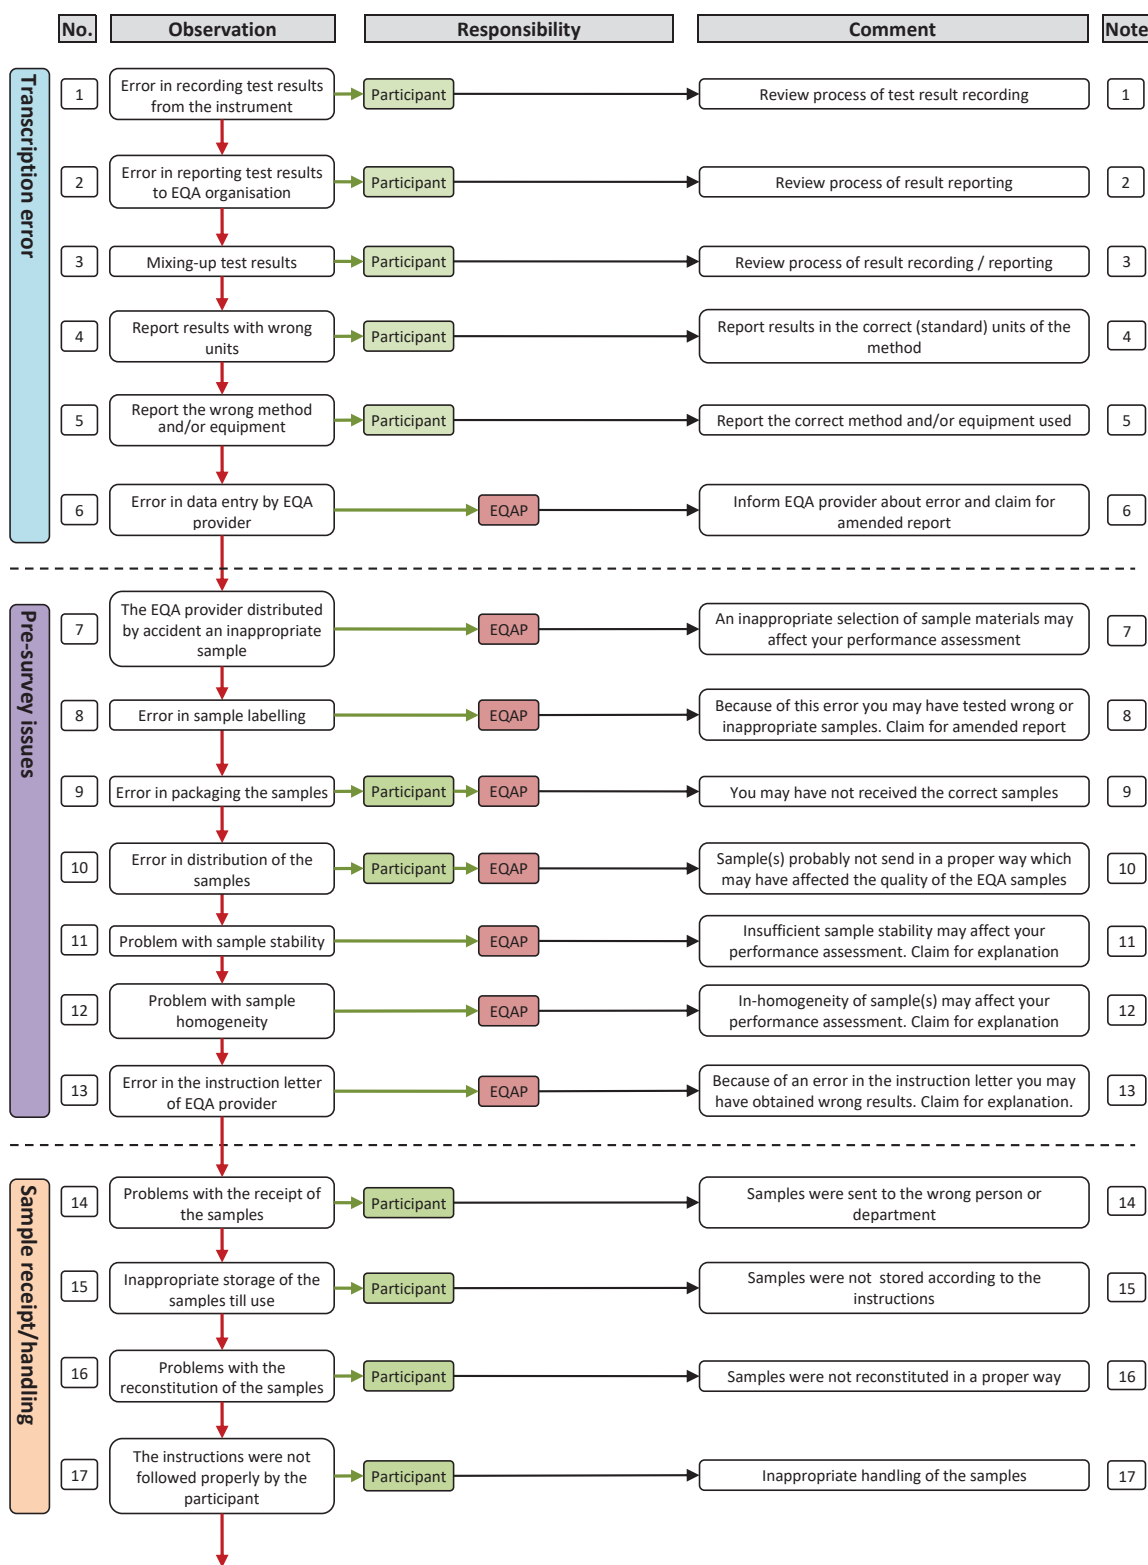 No. Observation Responsibility Comment Note
Transcription error
1
Error in recording test results
from the instrument
Participant
Review process of test result recording
1
2
Error in reporting test results
to EQA organisation
Participant
Review process of result reporting
2
3
Mixing-up test results
Participant
Review process of result recording / reporting
3
4
Report results with wrong
units
Participant
Report results in the correct (standard) units of the
method
4
5
Report the wrong method
and/or equipment
Participant
Report the correct method and/or equipment used
5
6
Error in data entry by EQA
provider
EQAP
Inform EQA provider about error and claim for
amended report
6
Pre-survey issues
7
The EQA provider distributed
by accident an inappropriate
sample
EQAP
An inappropriate selection of sample materials may
affect your performance assessment
7
8
Error in sample labelling
EQAP
Because of this error you may have tested wrong or
inappropriate samples. Claim for amended report
8
9
Error in packaging the samples
Participant
EQAP
You may have not received the correct samples
9
10
Error in distribution of the
samples
Participant
EQAP
Sample(s) probably not send in a proper way which
may have affected the quality of the EQA samples
10
11
Problem with sample stability
EQAP
Insufficient sample stability may affect your
performance assessment. Claim for explanation
11
12
Problem with sample
homogeneity
EQAP
In-homogeneity of sample(s) may affect your
performance assessment. Claim for explanation
12
13
Error in the instruction letter
of EQA provider
EQAP
Because of an error in the instruction letter you may
have obtained wrong results. Claim for explanation.
13
Sample receipt/handling
14
Problems with the receipt of
the samples
Participant
Samples were sent to the wrong person or
department
14
15
Inappropriate storage of the
samples till use
Participant
Samples were not stored according to the
instructions
15
16
Problems with the
reconstitution of the samples
Participant
Samples were not reconstituted in a proper way
16
17
The instructions were not
followed properly by the
participant
Participant
Inappropriate handling of the samples
17